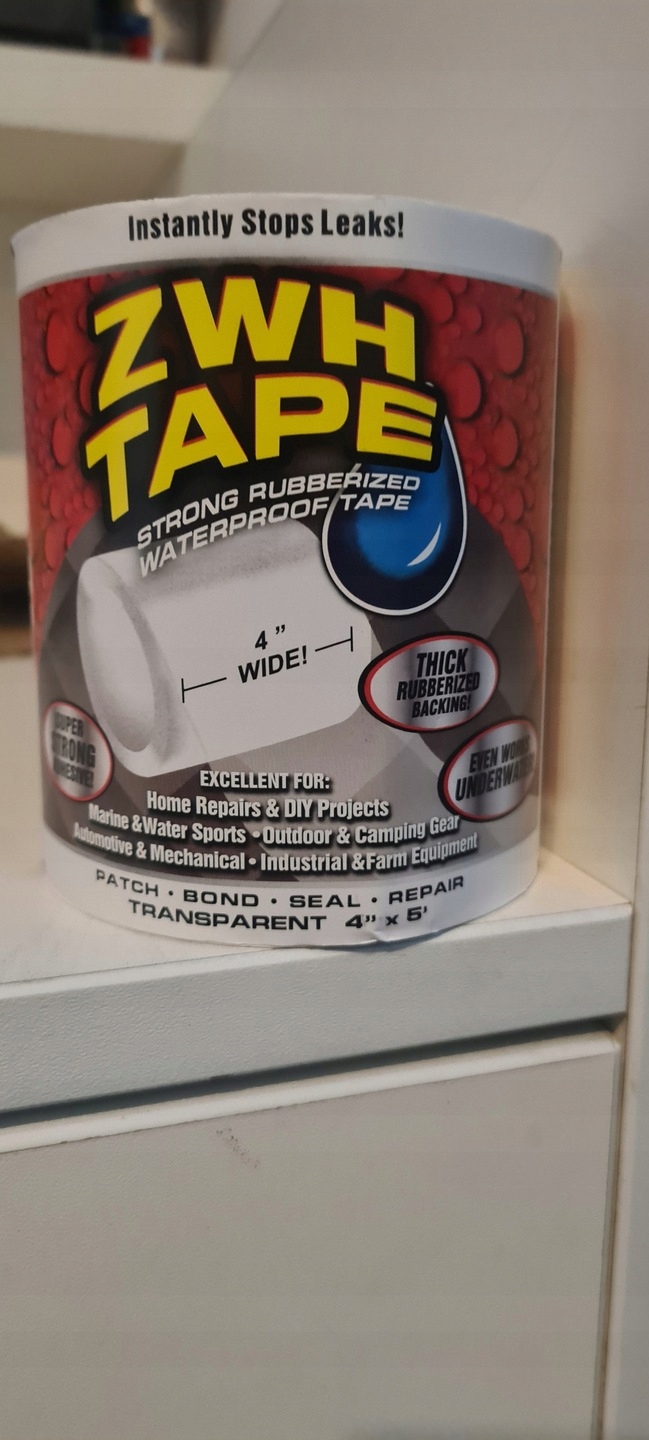 Instantly Stops Leaks!
ZWH
TAPE
STRONG RUBBERIZED
WATERPROOF TAPE
4"
WIDE!
THICK
RUBBERIZED
BACKING!
SUPER
STRONG
ADHESIVE!
EVEN WORKS
UNDERWATER
EXCELLENT FOR:
Home Repairs & DIY Projects
Marine &Water Sports • Outdoor & Camping Gear
Automotive & Mechanical • Industrial &Farm Equipment
PATCH • BOND • SEAL • REPAIR
TRANSPARENT 4" x 5'